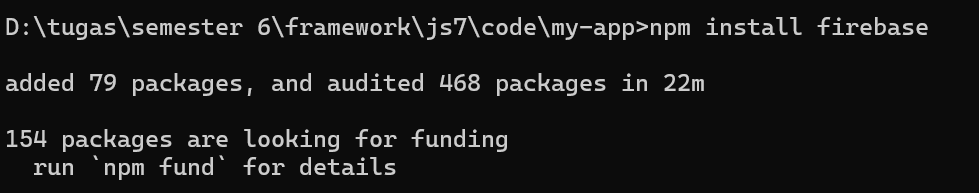 D:\tugas\semester 6\framework\js7\code\my-app>npm install firebase
added 79 packages, and audited 468 packages in 22m
154 packages are looking for funding
  run `npm fund` for details